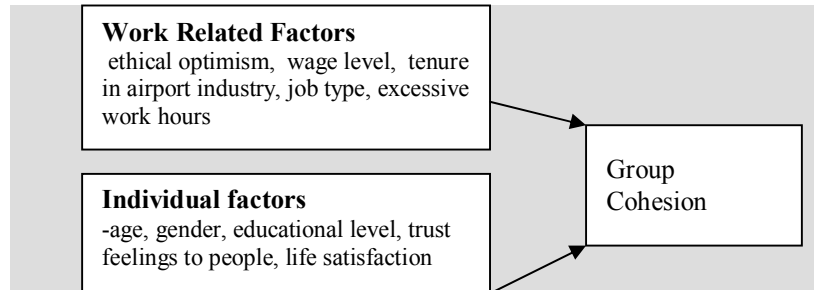 Work Related Factors
ethical optimism, wage level, tenure
in airport industry, job type, excessive
work hours
Group
Cohesion
Individual factors
-age, gender, educational level, trust
feelings to people, life satisfaction